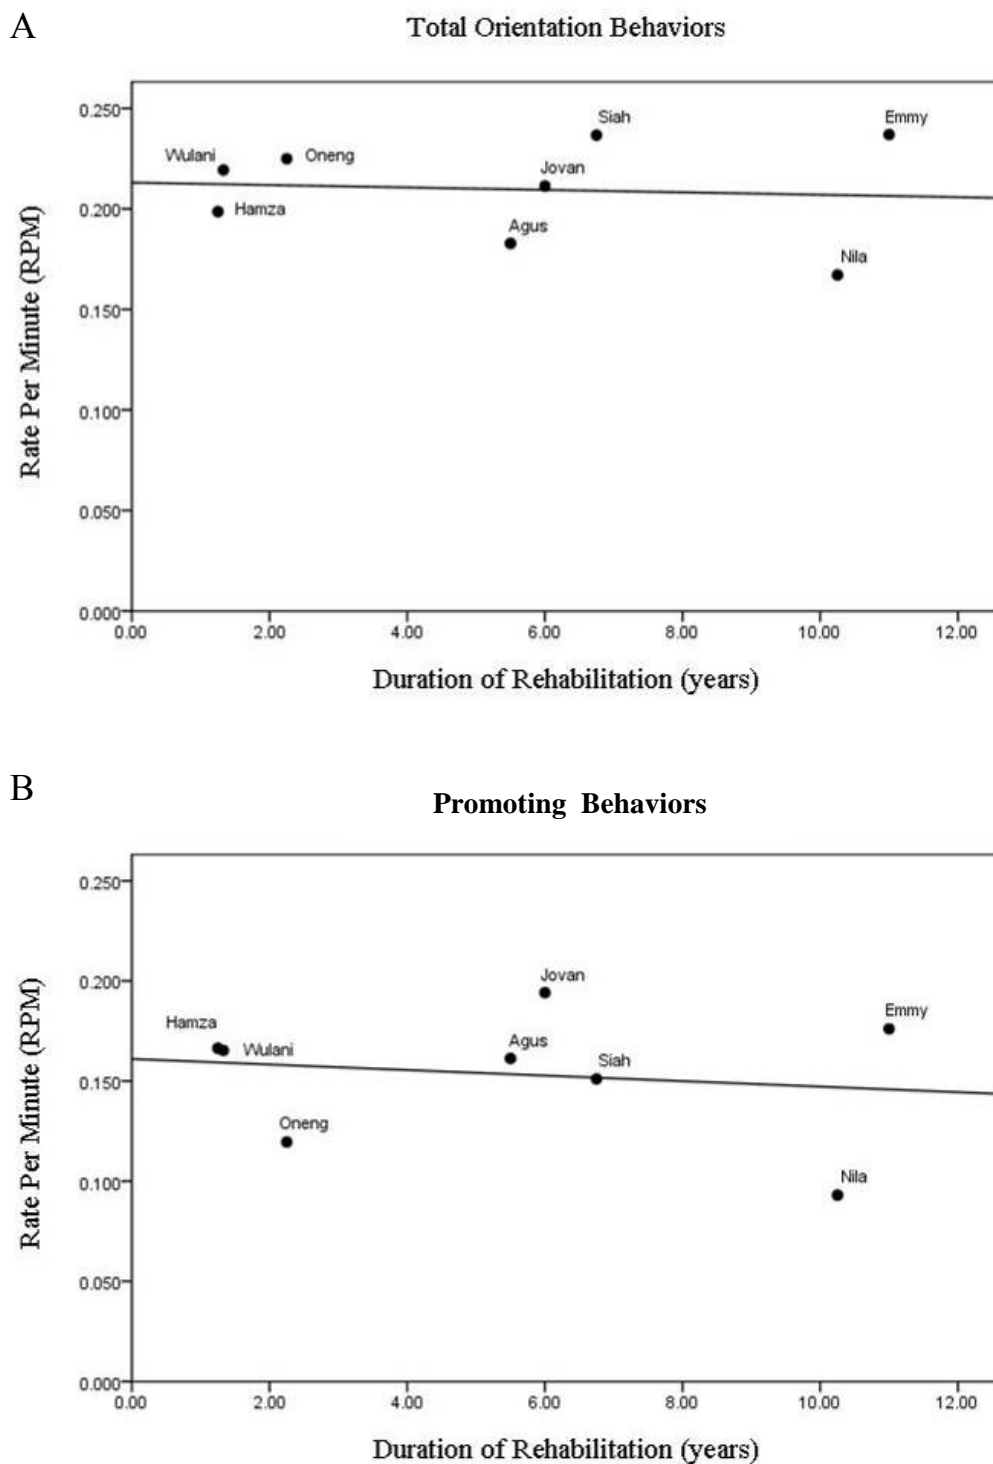 A
Total Orientation Behaviors
Rate Per Minute (RPM)
0.250
0.200
0.150
0.100
0.050
0.000
Siah
Emmy
Wulani
Oneng
Jovan
Hamza
Agus
Nila
0.00 2.00 4.00 6.00 8.00 10.00 12.00
Duration of Rehabilitation (years)
B
Promoting Behaviors
Rate Per Minute (RPM)
0.250
0.200
0.150
0.100
0.050
0.000
Jovan
Emmy
Hamza
Agus
Wulani
Siah
Oneng
Nila
0.00 2.00 4.00 6.00 8.00 10.00 12.00
Duration of Rehabilitation (years)